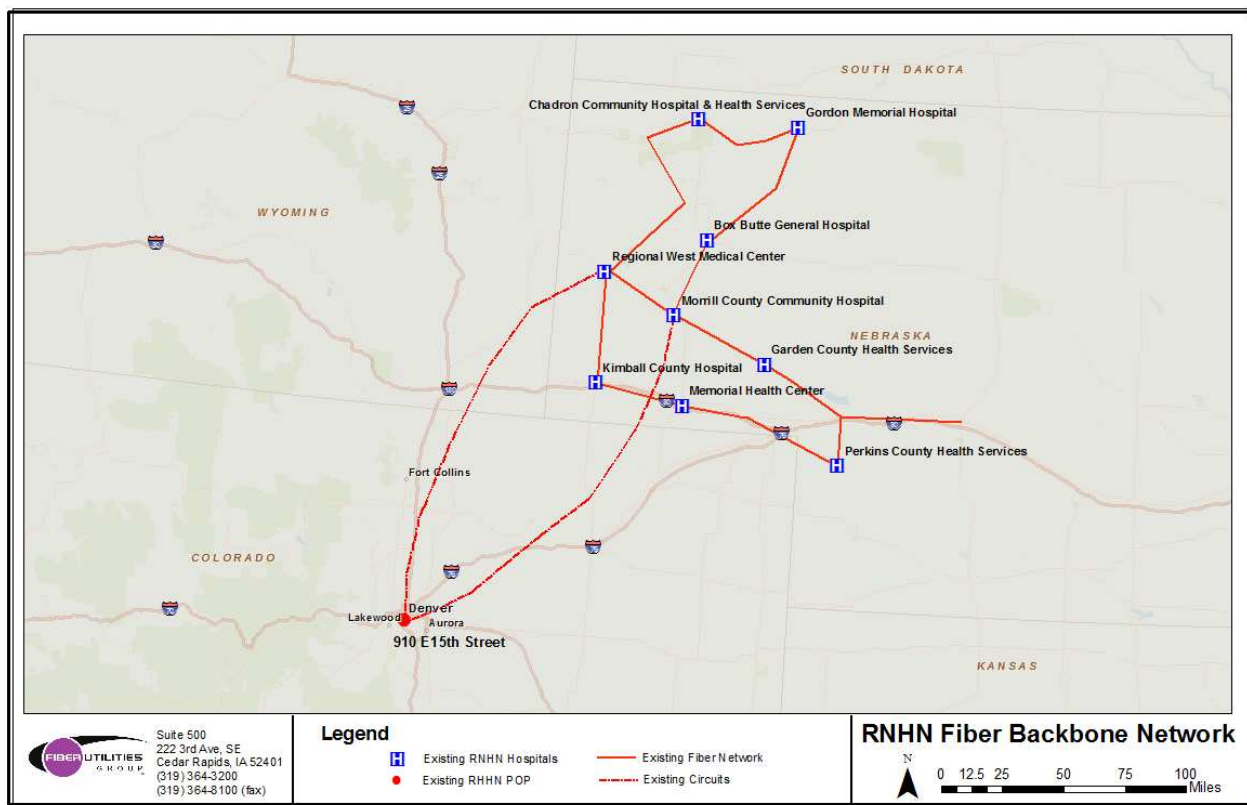 SOUTH DAKOTA
Chadron Community Hospital & Health Services
Gordon Memorial Hospital
WYOMING
Box Butte General Hospital
Regional West Medical Center
Morrill County Community Hospital
NEBRASKA
Garden County Health Services
Kimball County Hospital
Memorial Health Center
Perkins County Health Services
Fort Collins
COLORADO
Denver
Lakewood
Aurora
910 E15th Street
KANSAS
FIBER UTILITIES
GROUP
Suite 500
222 3rd Ave, SE
Cedar Rapids, IA 52401
(319) 364-3200
(319) 364-8100 (fax)
Legend
H Existing RNHN Hospitals
Existing Fiber Network
Existing RHHN POP
Existing Circuits
RNHN Fiber Backbone Network
N
0 12.5 25 50 75 100
Miles